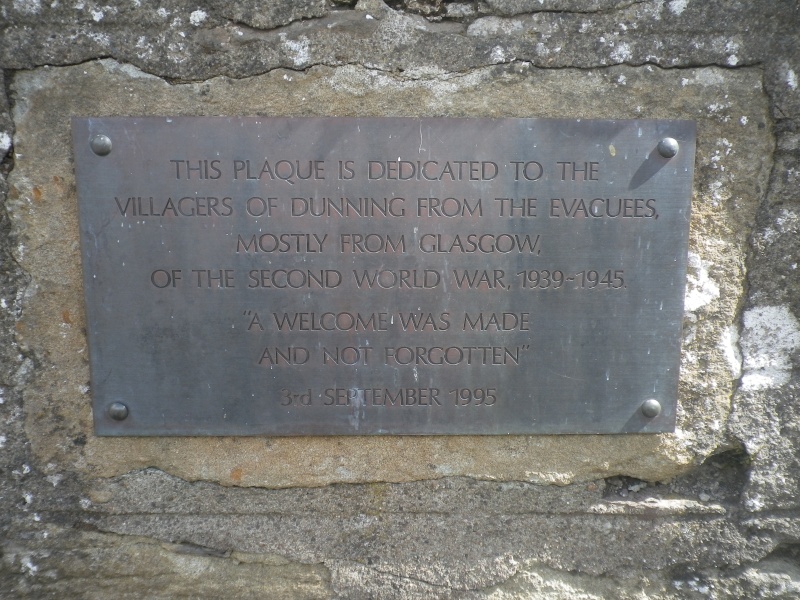 THIS PLAQUE IS DEDICATED TO THE
VILLAGERS OF DUNNING FROM THE EVACUEES,
MOSTLY FROM GLASGOW,
OF THE SECOND WORLD WAR, 1939-1945.
"A WELCOME WAS MADE
AND NOT FORGOTTEN"
3rd SEPTEMBER 1995